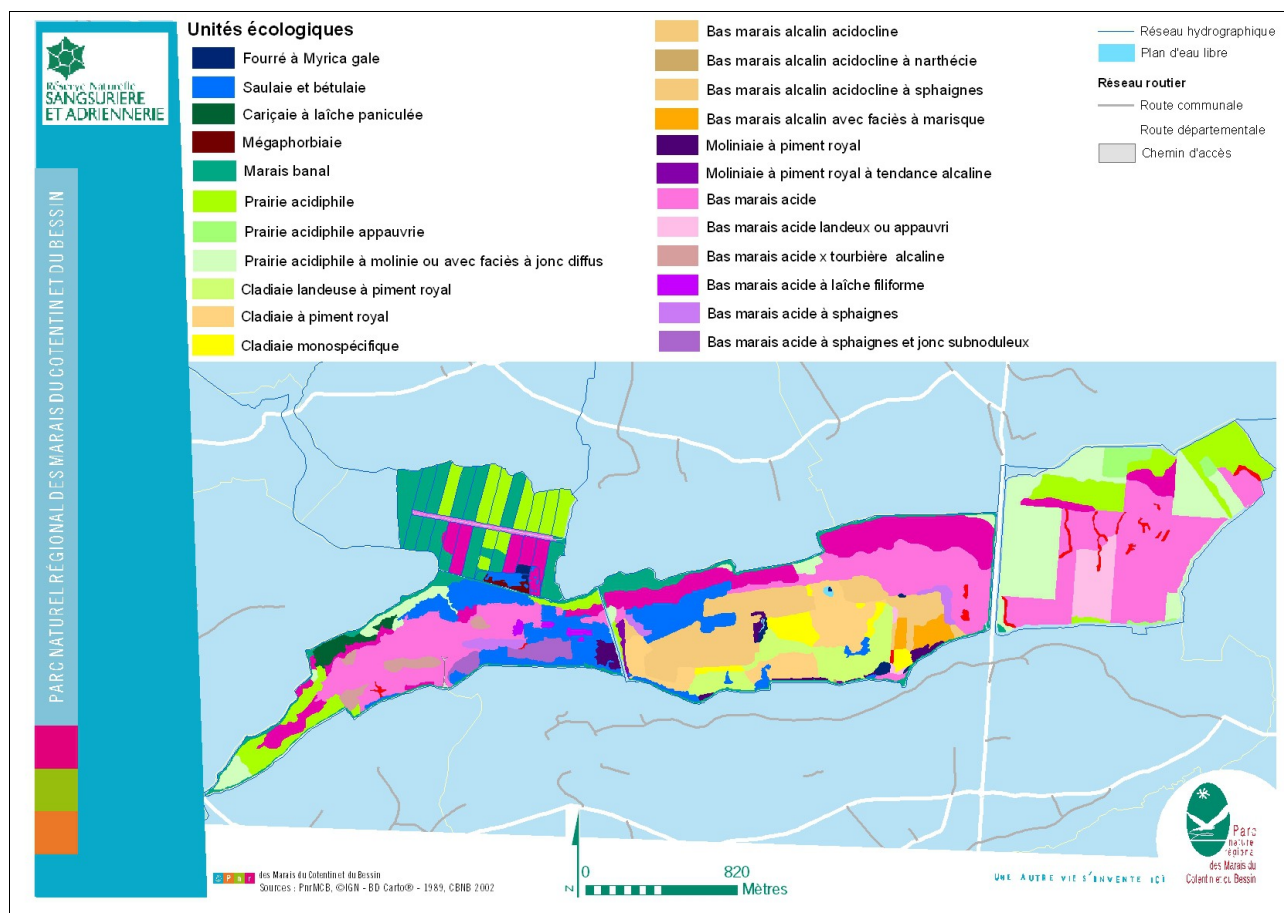 Réserve Naturelle
SANGSURIERE
ET ADRIENNERIE
PARC NATUREL RÉGIONAL DES MARAIS DU COTENTIN ET DU BESSIN
Unités écologiques
Fourré à Myrica gale
Saulaie et bétulaie
Cariçaie à laîche paniculée
Mégaphorbiaie
Marais banal
Prairie acidiphile
Prairie acidiphile appauvrie
Prairie acidiphile à molinie ou avec faciès à jonc diffus
Cladiaie landeuse à piment royal
Cladiaie à piment royal
Cladiaie monospécifique
Bas marais alcalin acidocline
Bas marais alcalin acidocline à narthécie
Bas marais alcalin acidocline à sphaignes
Bas marais alcalin avec faciès à marisque
Moliniaie à piment royal
Moliniaie à piment royal à tendance alcaline
Bas marais acide
Bas marais acide landeux ou appauvri
Bas marais acide x tourbière alcaline
Bas marais acide à laîche filiforme
Bas marais acide à sphaignes
Bas marais acide à sphaignes et jonc subnoduleux
Réseau hydrographique
Plan d'eau libre
Réseau routier
Route communale
Route départementale
Chemin d'accès
des Marais du Cotentin et du Bessin
Sources : PnrMCB, ©IGN - BD Carto® - 1989, CBNB 2002
N
0 820
Mètres
UNE AUTRE VIE S'INVENTE ICI
Parc
naturel
régional
des Marais du
Cotentin et du Bessin